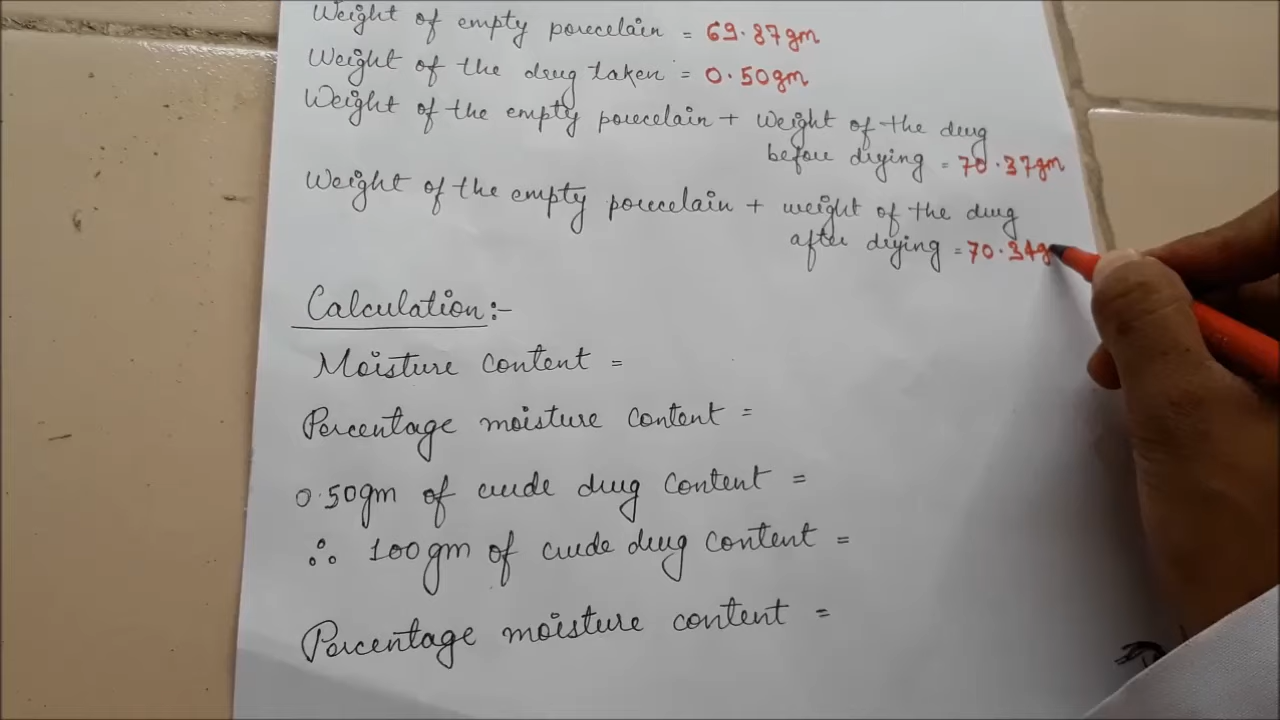 Weight of empty porcelain = 69.87gm
Weight of the drug taken = 0.50gm
Weight of the empty porcelain + weight of the drug
before drying = 70.37gm
Weight of the empty porcelain + weight of the drug
after drying = 70.34g
Calculation:-
Moisture content =
Percentage moisture content =
0.50gm of crude drug content =
∴ 100gm of crude drug content =
Percentage moisture content =